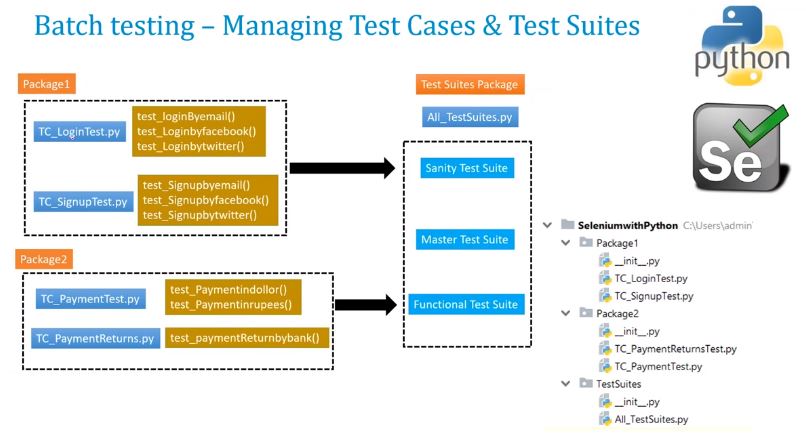 Batch testing – Managing Test Cases & Test Suites
python
Package1
TC_LoginTest.py
test_loginByemail()
test_Loginbyfacebook()
test_Loginbytwitter()
TC_SignupTest.py
test_Signupbyemail()
test_Signupbyfacebook()
test_Signupbytwitter()
Package2
TC_PaymentTest.py
test_Paymentindollor()
test_Paymentinrupees()
TC_PaymentReturns.py
test_paymentReturnbybank()
Test Suites Package
All_TestSuites.py
Sanity Test Suite
Master Test Suite
Functional Test Suite
Se
SeleniumwithPython C:\Users\admin'
Package1
__init__.py
TC_LoginTest.py
TC_SignupTest.py
Package2
__init__.py
TC_PaymentReturnsTest.py
TC_PaymentTest.py
TestSuites
__init__.py
All_TestSuites.py